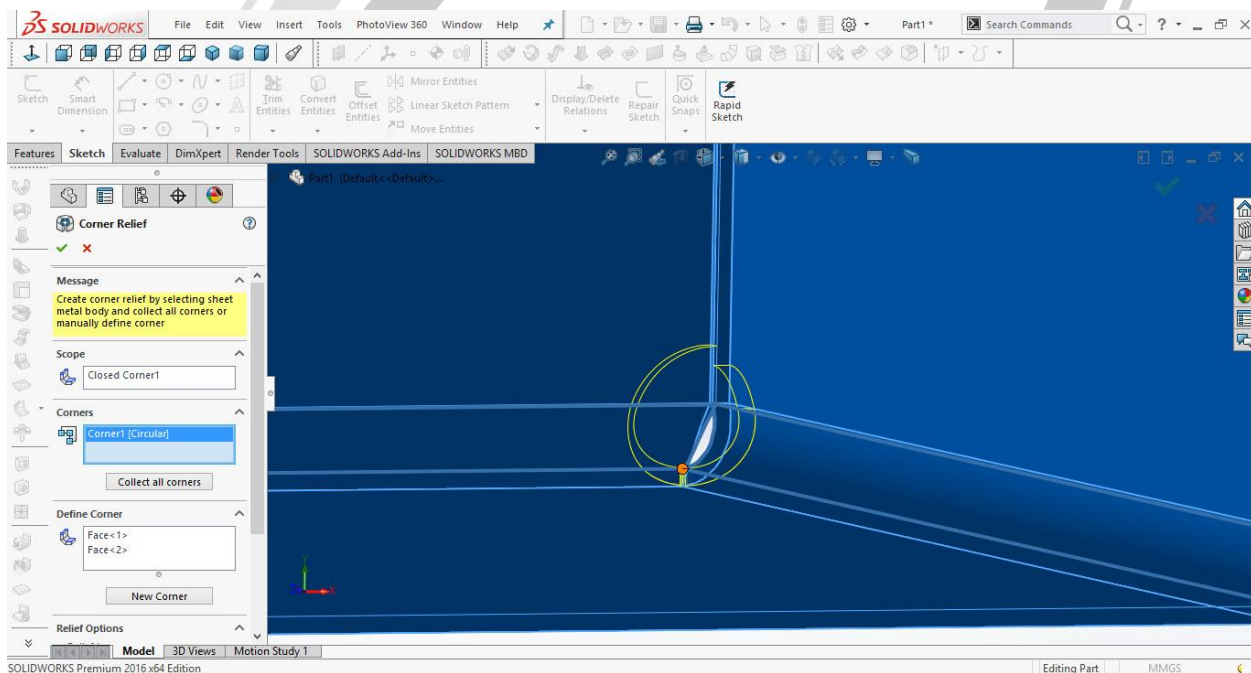 SOLIDWORKS File Edit View Insert Tools PhotoView 360 Window Help Part1 * Search Commands ?
Sketch Smart Dimension Trim Entities Convert Entities Offset Entities Mirror Entities Linear Sketch Pattern Move Entities Display/Delete Relations Repair Sketch Quick Snaps Rapid Sketch
Features Sketch Evaluate DimXpert Render Tools SOLIDWORKS Add-Ins SOLIDWORKS MBD
Part1 (Default<<Default>...
Corner Relief
Message
Create corner relief by selecting sheet
metal body and collect all corners or
manually define corner
Scope
Closed Corner1
Corners
Corner1 [Circular]
Collect all corners
Define Corner
Face<1>
Face<2>
New Corner
Relief Options
Model 3D Views Motion Study 1
SOLIDWORKS Premium 2016 x64 Edition Editing Part MMGS